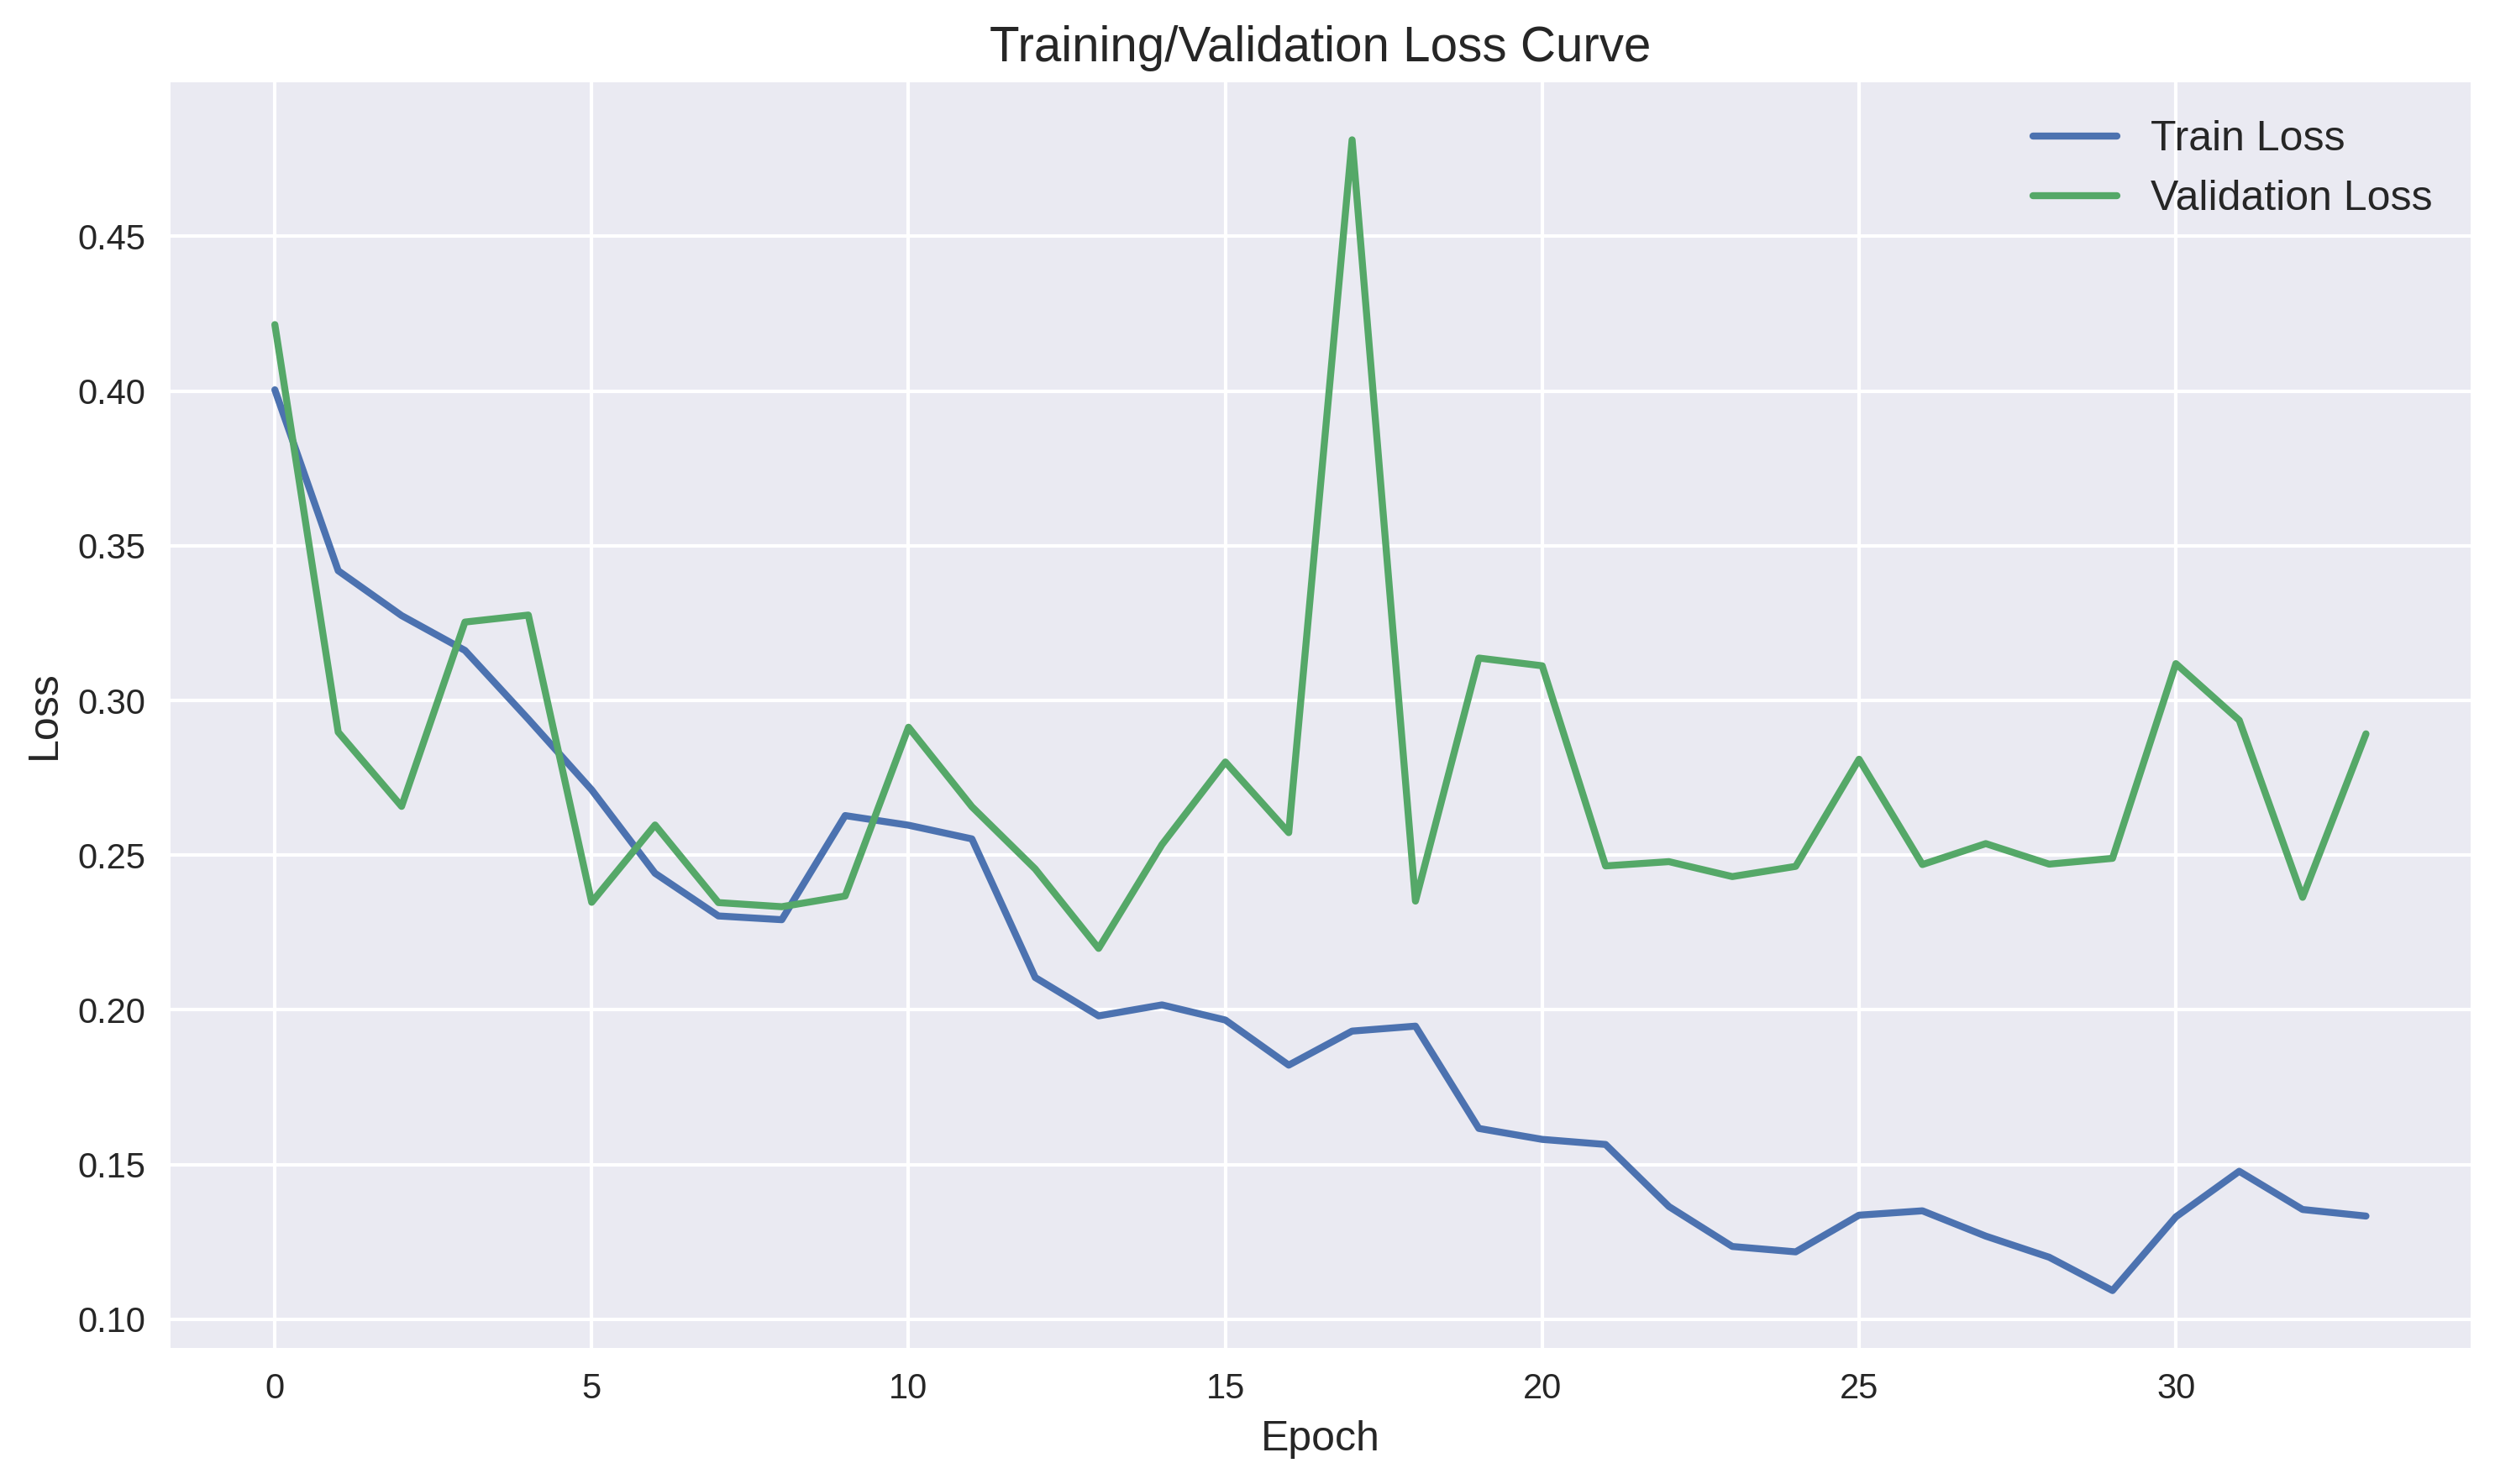 Training/Validation Loss Curve
Train Loss
Validation Loss
0.45
0.40
0.35
0.30
0.25
0.20
0.15
0.10
Loss
0 5 10 15 20 25 30
Epoch